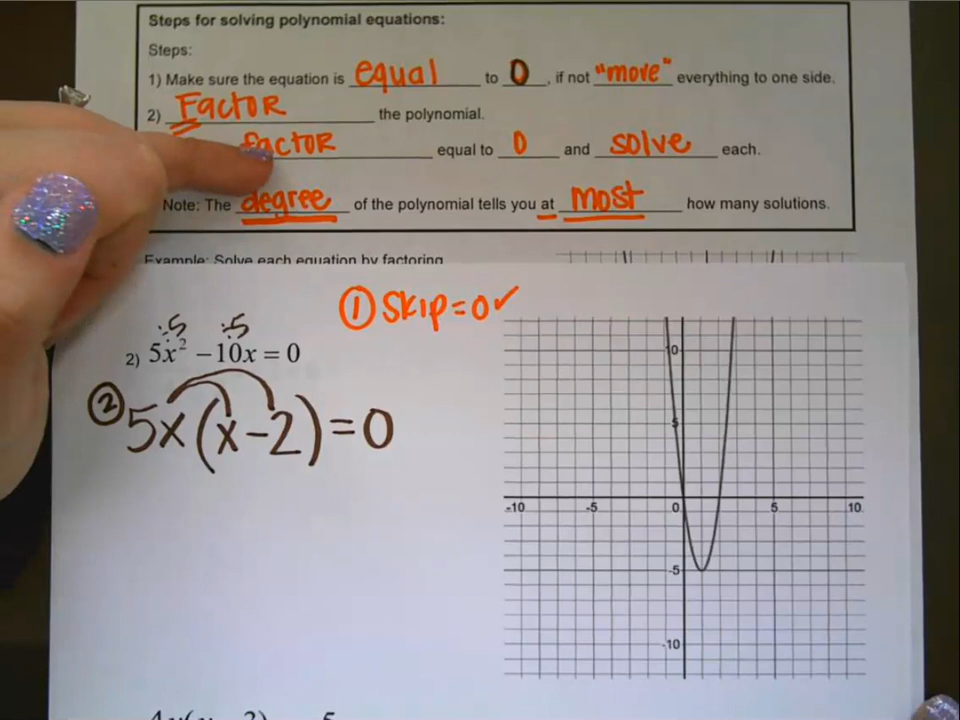 Steps for solving polynomial equations:
Steps:
1) Make sure the equation is equal to 0, if not "move" everything to one side.
2) Factor the polynomial.
factor equal to 0 and solve each.
Note: The degree of the polynomial tells you at most how many solutions.
Example: Solve each equation by factoring
① Skip = 0 ✓
÷5 ÷5
2) 5x² − 10x = 0
② 5x(x − 2) = 0
10
5
-10 -5 0 5 10
-5
-10